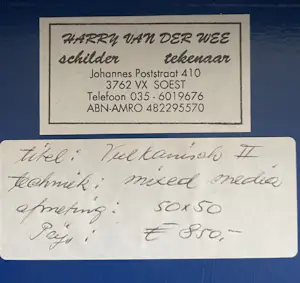 HARRY VAN DER WEE
schilder tekenaar
Johannes Poststraat 410
3762 VX SOEST
Telefoon 035 - 6019676
ABN-AMRO 482295570
titel: Vulkanisch II
techniek: mixed media
afmeting: 50x50
Prijs: € 850,-